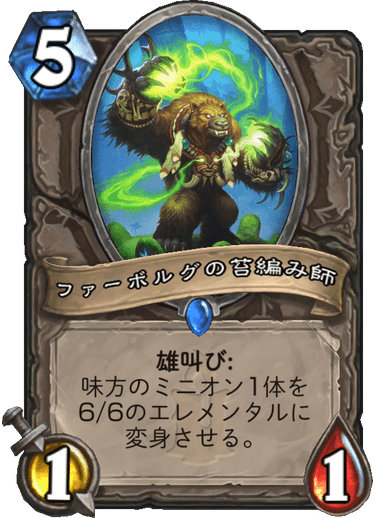 5
ファーボルグの苔編み師
雄叫び:
味方のミニオン1体を
6/6のエレメンタルに
変身させる。
1
1